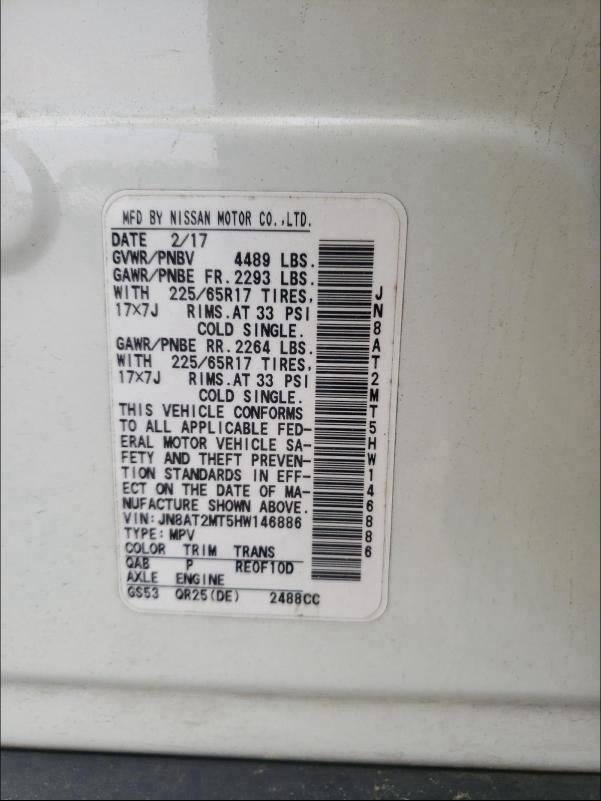 MFD BY NISSAN MOTOR CO.,LTD.
DATE 2/17
GVWR/PNBV 4489 LBS.
GAWR/PNBE FR.2293 LBS.
WITH 225/65R17 TIRES,
17X7J RIMS.AT 33 PSI
COLD SINGLE.
GAWR/PNBE RR.2264 LBS.
WITH 225/65R17 TIRES,
17X7J RIMS.AT 33 PSI
COLD SINGLE.
THIS VEHICLE CONFORMS
TO ALL APPLICABLE FED-
ERAL MOTOR VEHICLE SA-
FETY AND THEFT PREVEN-
TION STANDARDS IN EFF-
ECT ON THE DATE OF MA-
NUFACTURE SHOWN ABOVE.
VIN:JN8AT2MT5HW146886
TYPE:MPV
COLOR TRIM TRANS
QAB P RE0F10D
AXLE ENGINE
GS53 QR25(DE) 2488CC
JN8AT2MT5HW146886